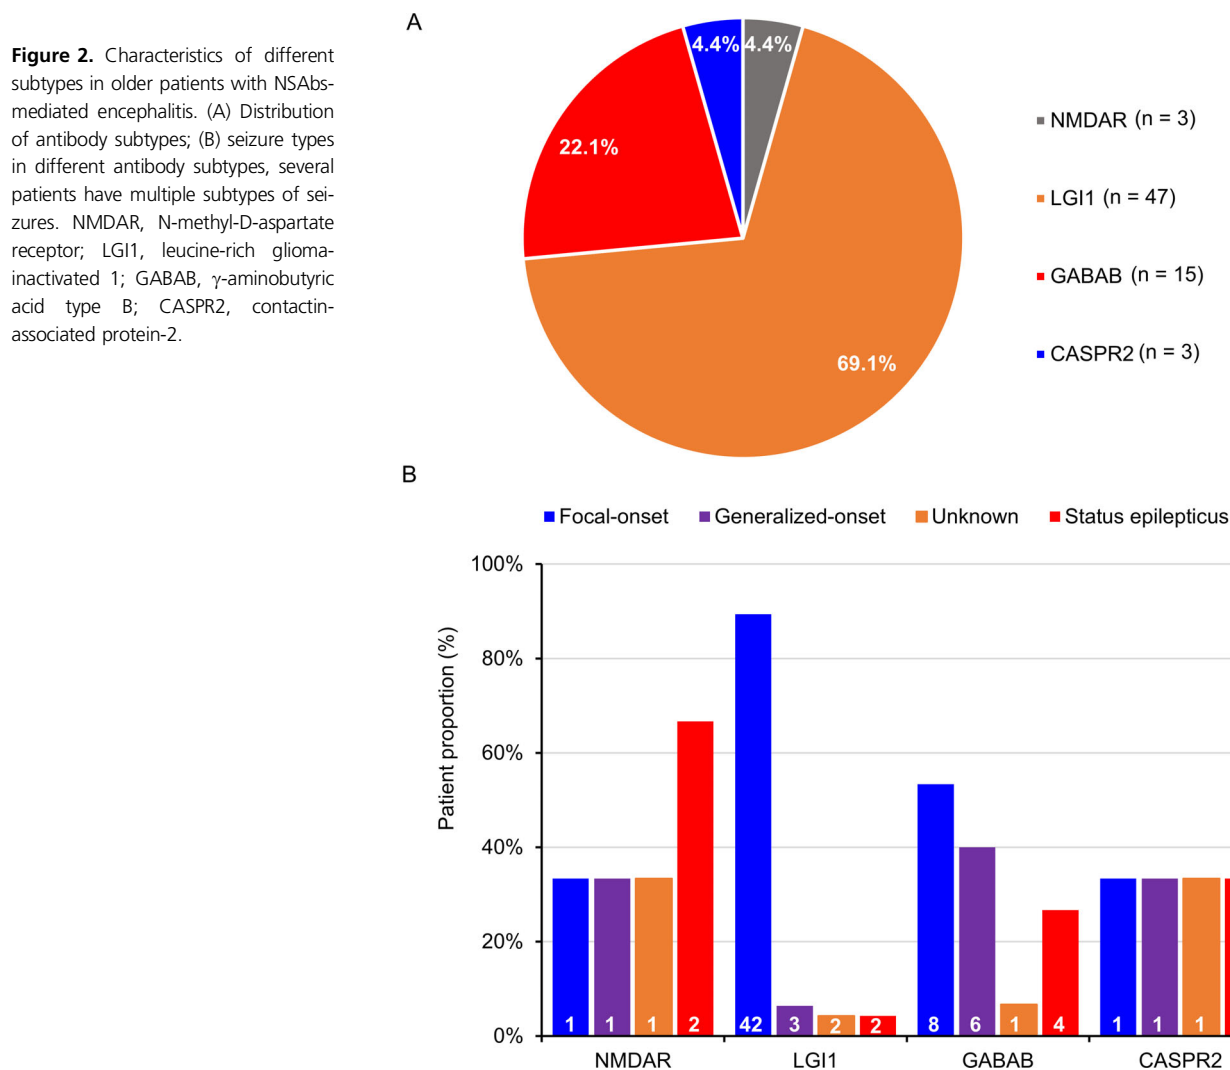 Figure 2. Characteristics of different
subtypes in older patients with NSAbs-
mediated encephalitis. (A) Distribution
of antibody subtypes; (B) seizure types
in different antibody subtypes, several
patients have multiple subtypes of sei-
zures. NMDAR, N-methyl-D-aspartate
receptor; LGI1, leucine-rich glioma-
inactivated 1; GABAB, γ-aminobutyric
acid type B; CASPR2, contactin-
associated protein-2.
A
4.4% 4.4%
22.1%
69.1%
NMDAR (n = 3)
LGI1 (n = 47)
GABAB (n = 15)
CASPR2 (n = 3)
B
Focal-onset Generalized-onset Unknown Status epilepticus
Patient proportion (%)
100%
80%
60%
40%
20%
0%
1 1 1 2 42 3 2 2 8 6 1 4 1 1 1
NMDAR LGI1 GABAB CASPR2